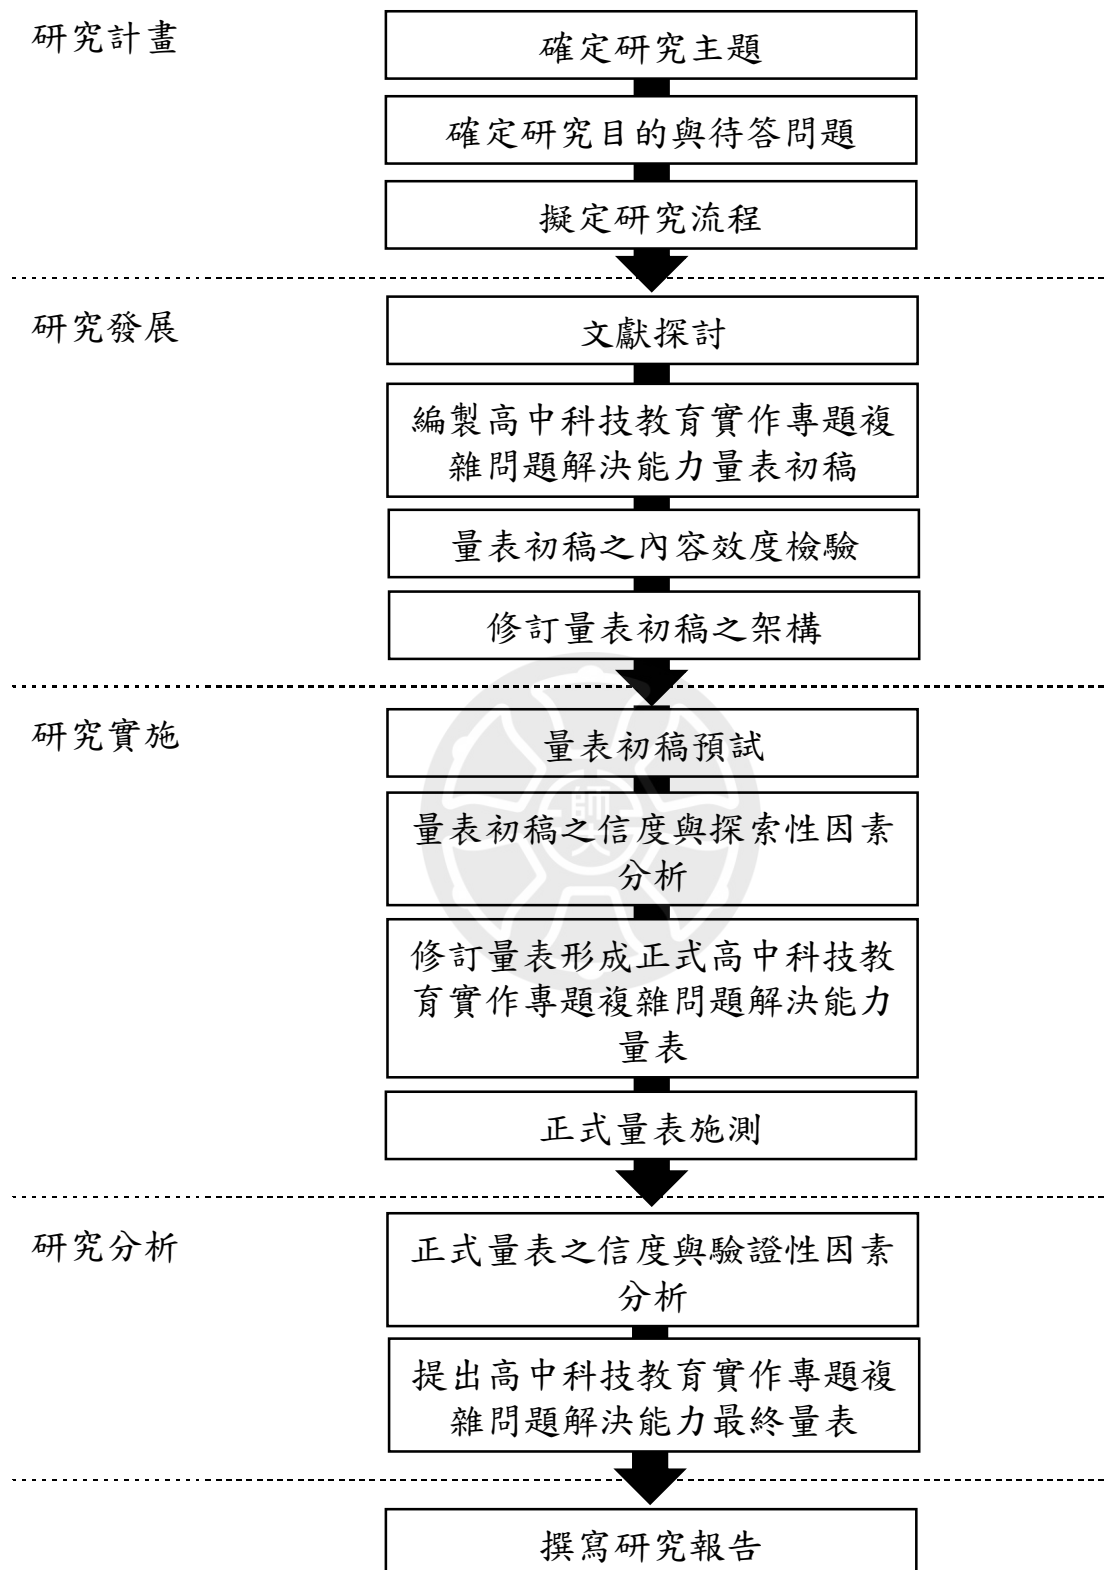 研究計畫
確定研究主題
確定研究目的與待答問題
擬定研究流程
研究發展
文獻探討
編製高中科技教育實作專題複
雜問題解決能力量表初稿
量表初稿之內容效度檢驗
修訂量表初稿之架構
研究實施
量表初稿預試
師大
量表初稿之信度與探索性因素
分析
修訂量表形成正式高中科技教
育實作專題複雜問題解決能力
量表
正式量表施測
研究分析
正式量表之信度與驗證性因素
分析
提出高中科技教育實作專題複
雜問題解決能力最終量表
撰寫研究報告